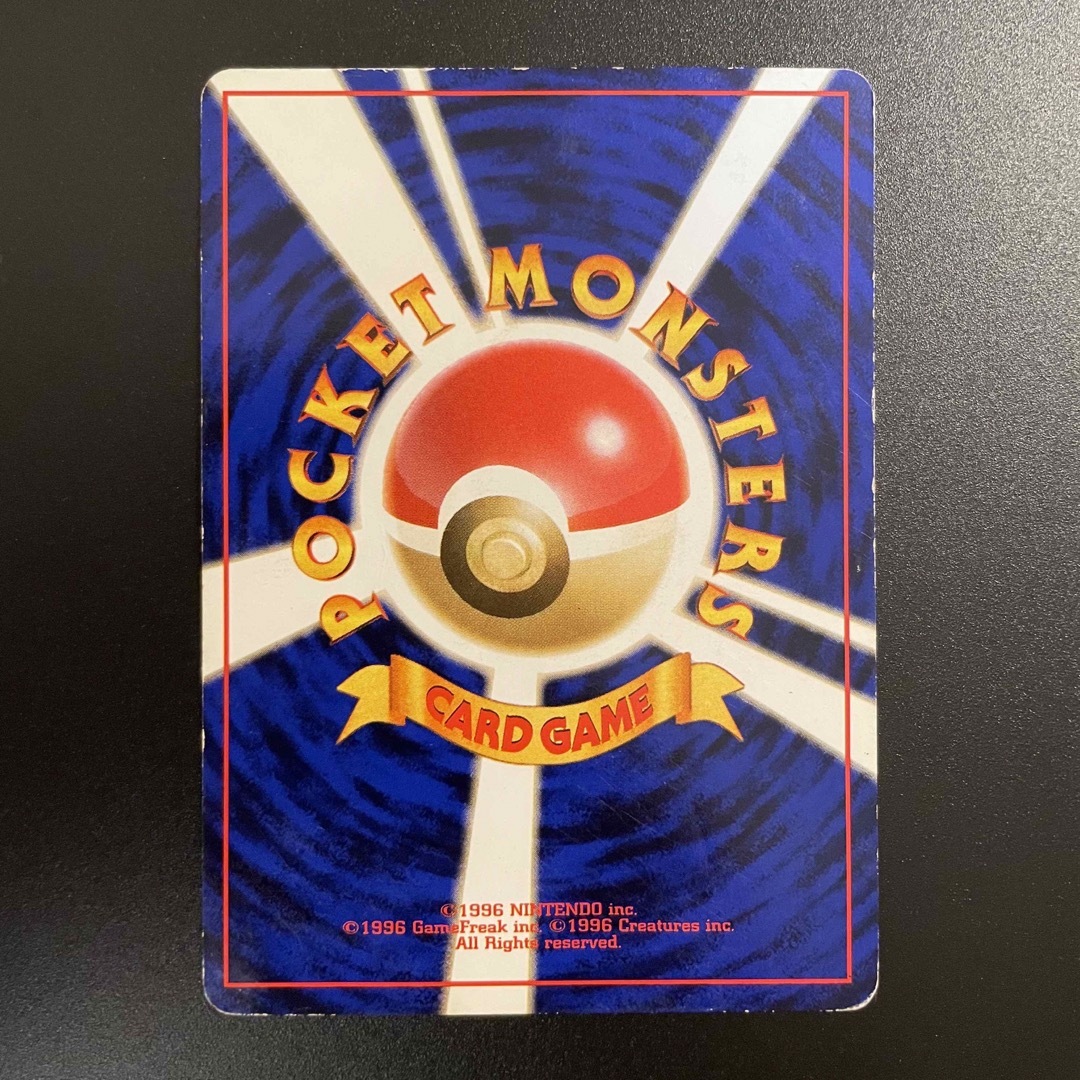 POCKET MONSTERS
CARD GAME
©1996 NINTENDO inc.
©1996 GameFreak inc. ©1996 Creatures inc.
All Rights reserved.